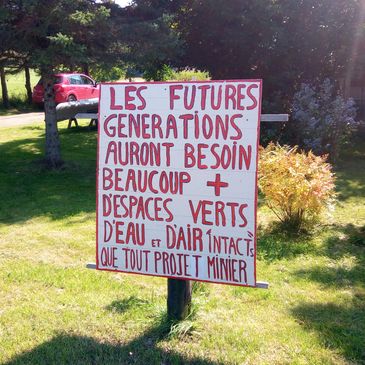 LES FUTURES
GENERATIONS
AURONT BESOIN
BEAUCOUP +
D'ESPACES VERTS
D'EAU ET D'AIR INTACTS
QUE TOUT PROJET MINIER